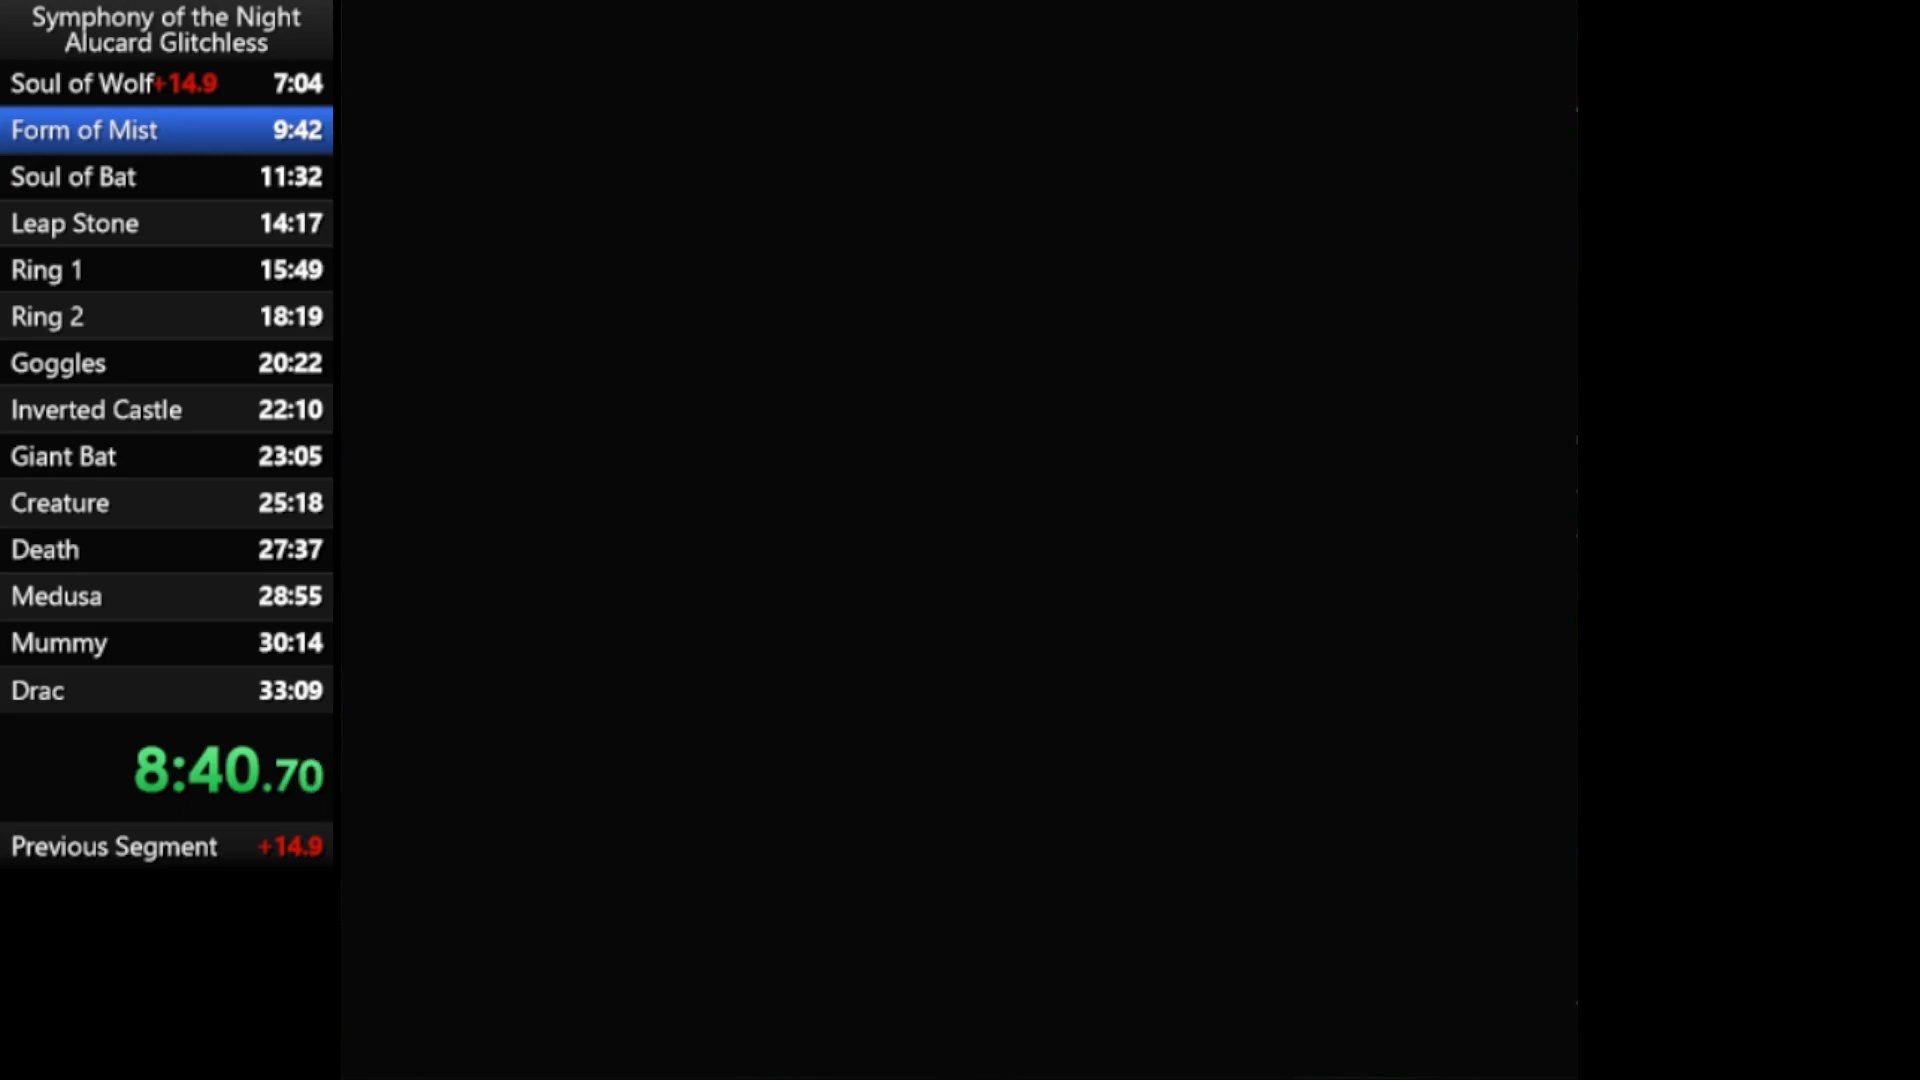 Symphony of the Night
Alucard Glitchless
Soul of Wolf +14.9 7:04
Form of Mist 9:42
Soul of Bat 11:32
Leap Stone 14:17
Ring 1 15:49
Ring 2 18:19
Goggles 20:22
Inverted Castle 22:10
Giant Bat 23:05
Creature 25:18
Death 27:37
Medusa 28:55
Mummy 30:14
Drac 33:09
8:40.70
Previous Segment +14.9